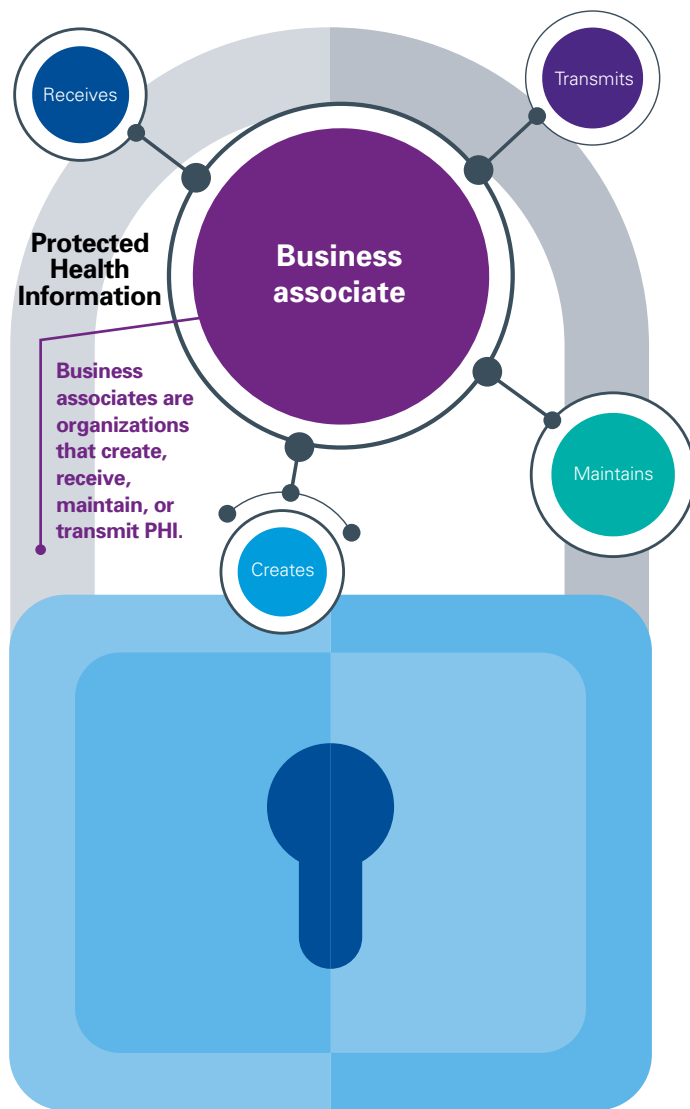 Receives
Transmits
Business
associate
Protected
Health
Information
Business
associates are
organizations
that create,
receive,
maintain, or
transmit PHI.
Maintains
Creates